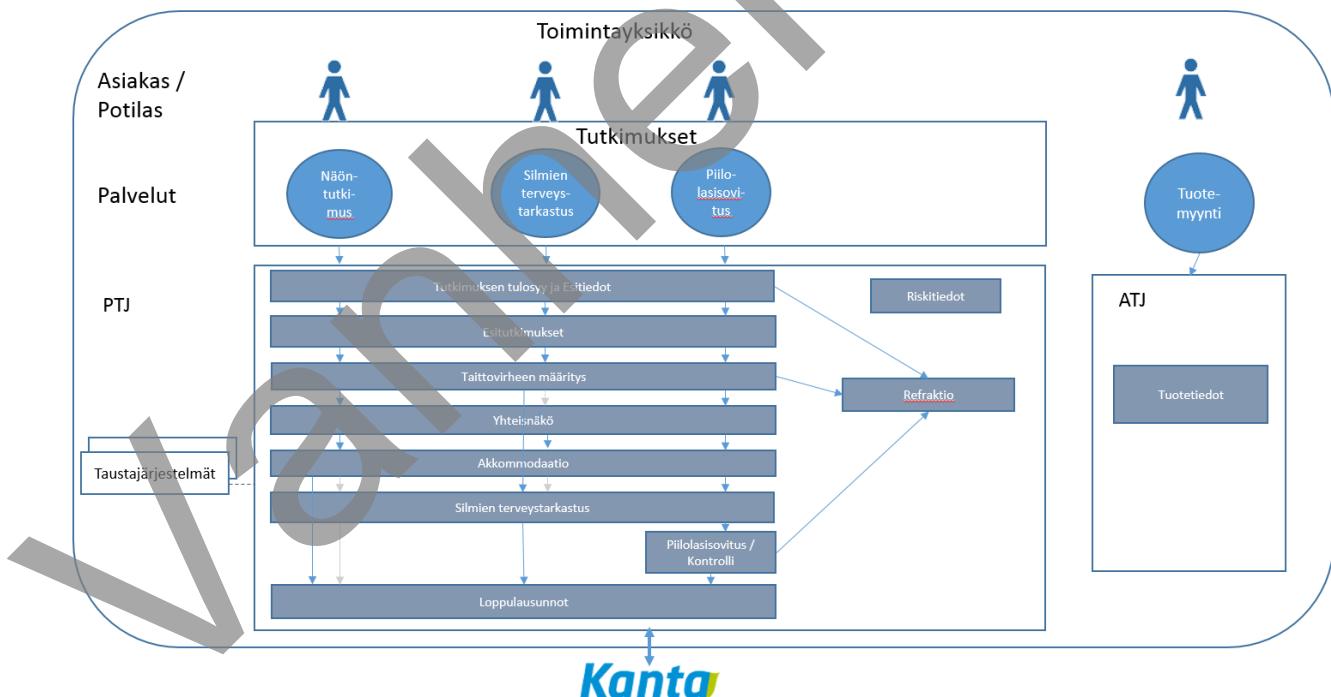 Toimintayksikkö
Asiakas /
Potilas
Tutkimukset
Palvelut
Näön-
tutki-
mus
Silmien
terveys-
tarkastus
Piilo-
lasisovi-
tus
Tuote-
myynti
PTJ
Tutkimuksen tulosyy ja Esitiedot
Riskitiedot
ATJ
Esitutkimukset
Taittovirheen määritys
Refraktio
Tuotetiedot
Yhteisnäkö
Akkommodaatio
Taustajärjestelmät
Silmien terveystarkastus
Piilolasisovitus /
Kontrolli
Loppulausunnot
Kanta